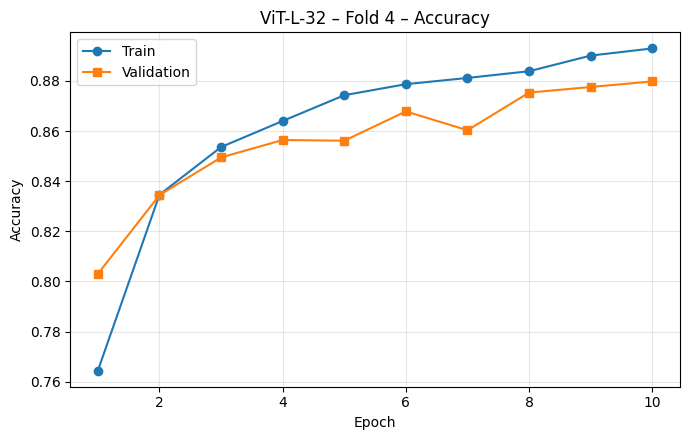 ViT-L-32 – Fold 4 – Accuracy
Train
Validation
Accuracy
0.88
0.86
0.84
0.82
0.80
0.78
0.76
2 4 6 8 10
Epoch